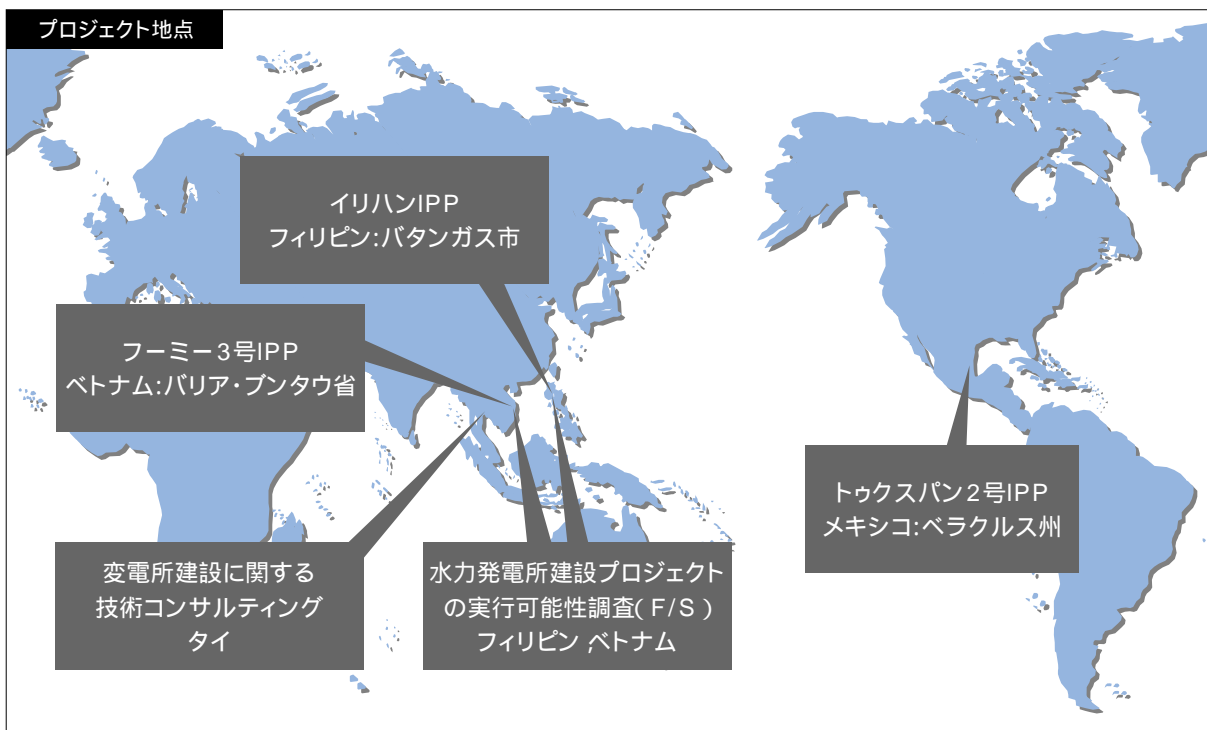 プロジェクト地点
イリハンIPP
フィリピン:バタンガス市
フーミー3号IPP
ベトナム:バリア・ブンタウ省
トゥクスパン2号IPP
メキシコ:ベラクルス州
変電所建設に関する
技術コンサルティング
タイ
水力発電所建設プロジェクト
の実行可能性調査(F/S)
フィリピン,ベトナム